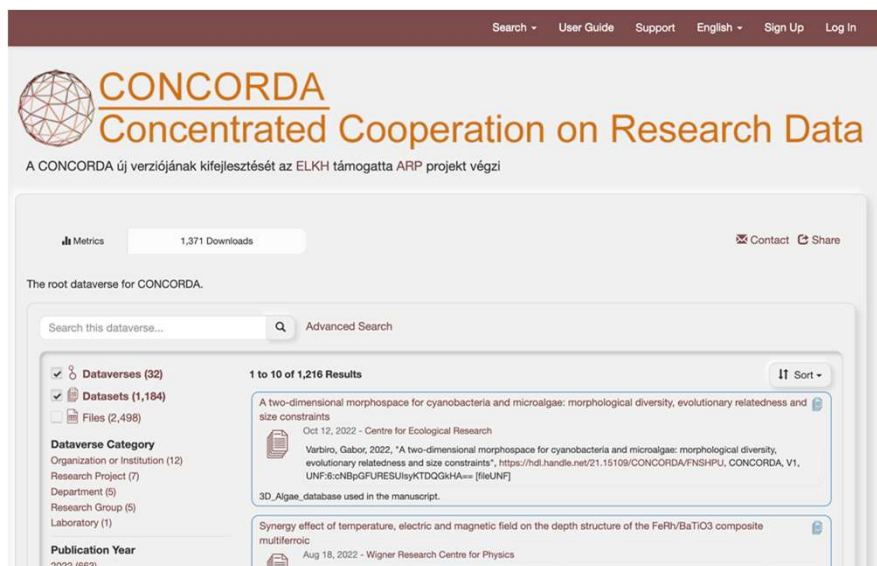 Search User Guide Support English Sign Up Log In
CONCORDA
Concentrated Cooperation on Research Data
A CONCORDA új verziójának kifejlesztését az ELKH támogatta ARP projekt végzi
Metrics 1,371 Downloads Contact Share
The root dataverse for CONCORDA.
Search this dataverse... Advanced Search
Dataverses (32)
Datasets (1,184)
Files (2,498)
Dataverse Category
Organization or Institution (12)
Research Project (7)
Department (5)
Research Group (5)
Laboratory (1)
Publication Year
2022 (663)
1 to 10 of 1,216 Results Sort
A two-dimensional morphospace for cyanobacteria and microalgae: morphological diversity, evolutionary relatedness and
size constraints
Oct 12, 2022 - Centre for Ecological Research
Varbiro, Gabor, 2022, "A two-dimensional morphospace for cyanobacteria and microalgae: morphological diversity,
evolutionary relatedness and size constraints", https://hdl.handle.net/21.15109/CONCORDA/FNSHPU, CONCORDA, V1,
UNF:6:cNBpGFURESUIsyKTDQGkHA== [fileUNF]
3D_Algae_database used in the manuscript.
Synergy effect of temperature, electric and magnetic field on the depth structure of the FeRh/BaTiO3 composite
multiferroic
Aug 18, 2022 - Wigner Research Centre for Physics